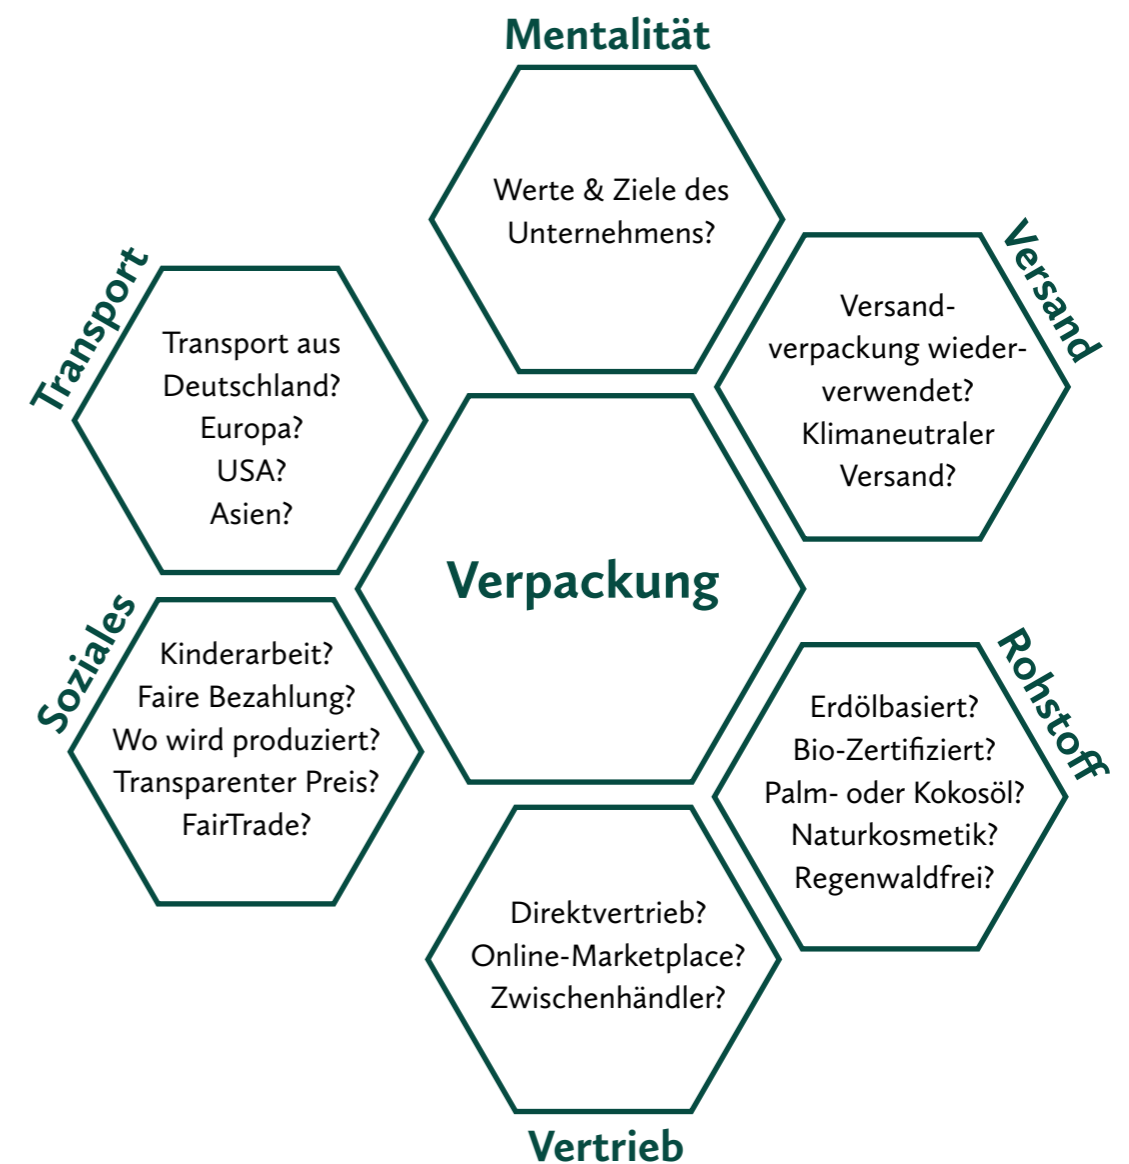 Mentalität
Werte & Ziele des
Unternehmens?
Versand
Versand-
verpackung wieder-
verwendet?
Klimaneutraler
Versand?
Transport
Transport aus
Deutschland?
Europa?
USA?
Asien?
Verpackung
Soziales
Kinderarbeit?
Faire Bezahlung?
Wo wird produziert?
Transparenter Preis?
FairTrade?
Rohstoff
Erdölbasiert?
Bio-Zertifiziert?
Palm- oder Kokosöl?
Naturkosmetik?
Regenwaldfrei?
Direktvertrieb?
Online-Marketplace?
Zwischenhändler?
Vertrieb